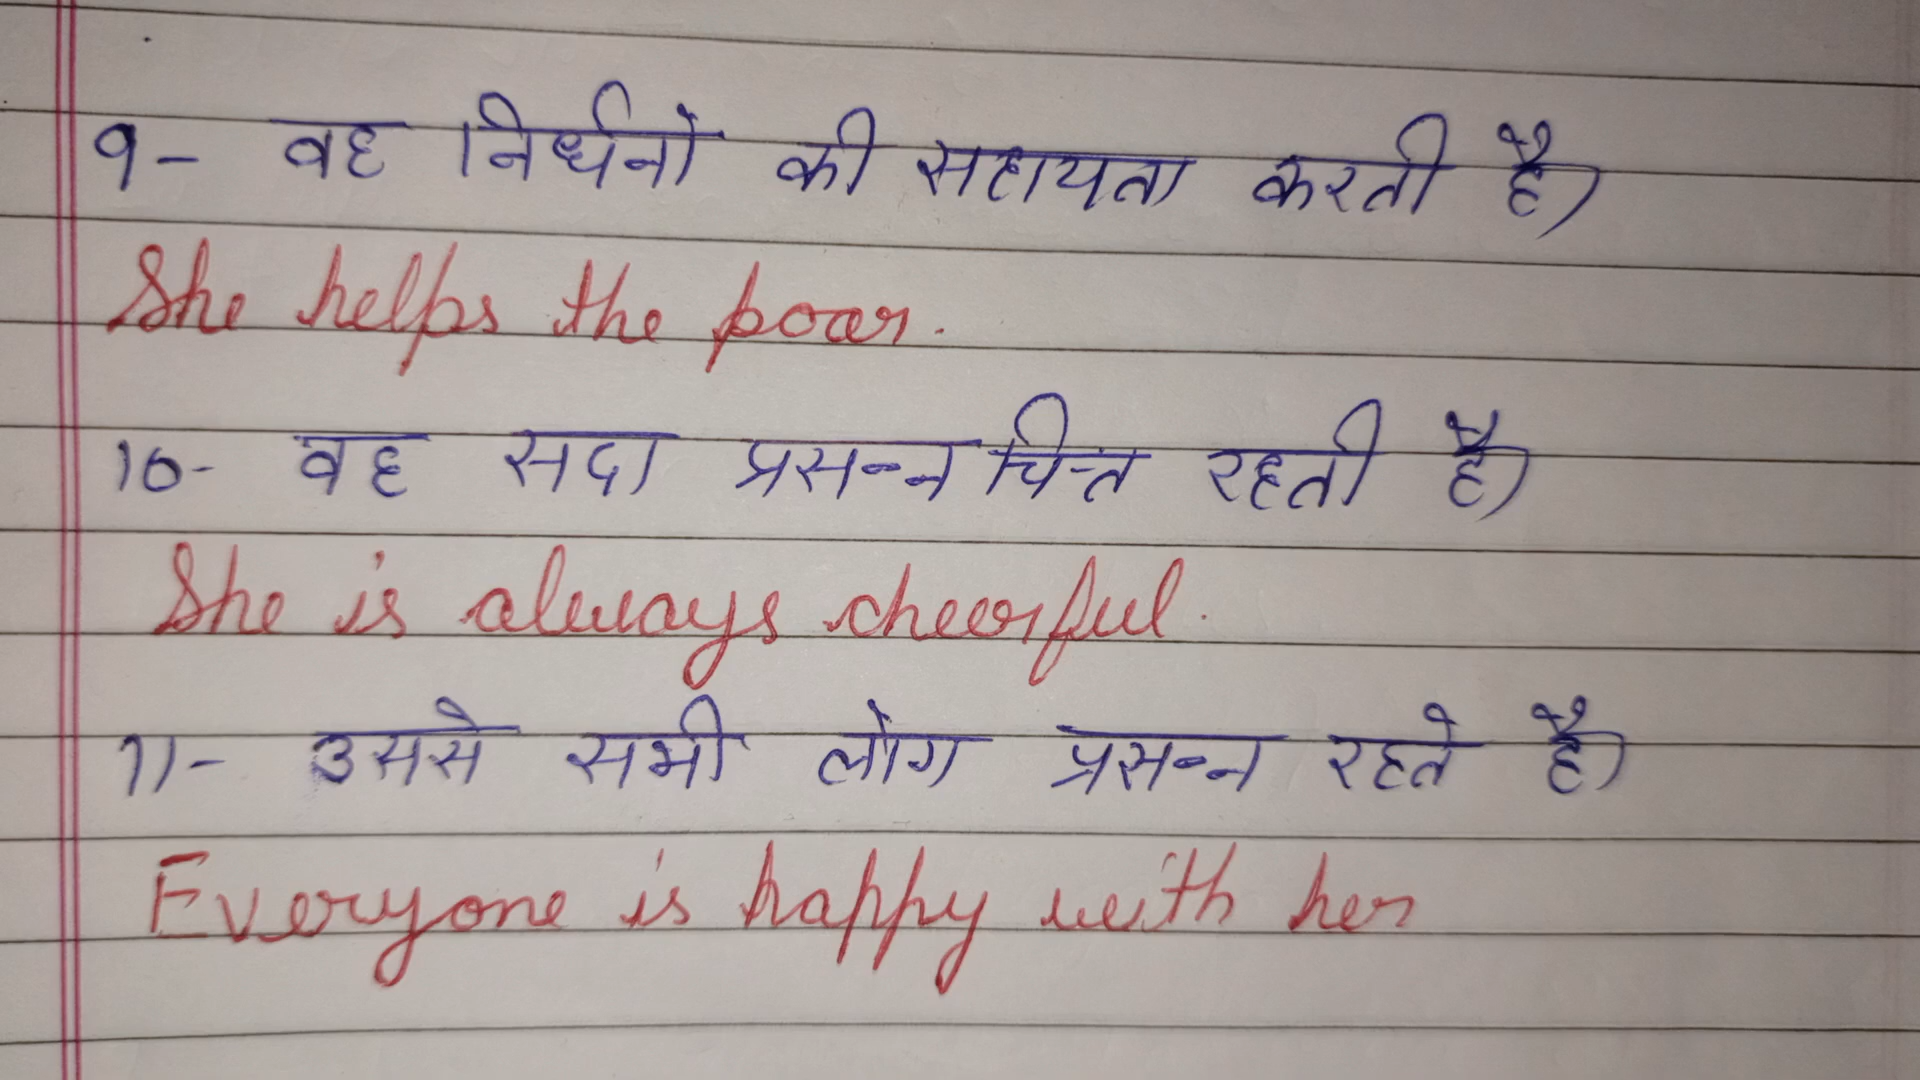 9- वह निर्धनों की सहायता करती है।
She helps the poor.
10- वह सदा प्रसन्नचित्त रहती है।
She is always cheerful.
11- उससे सभी लोग प्रसन्न रहते है।
Everyone is happy with her